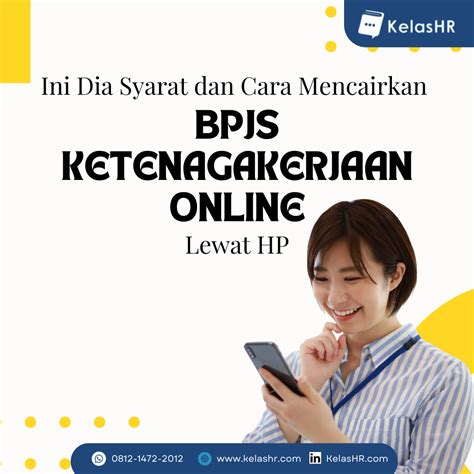 KelasHR
Ini Dia Syarat dan Cara Mencairkan
BPJS
KETENAGAKERJAAN
ONLINE
Lewat HP
0812-1472-2012 www.kelashr.com in KelasHR.com